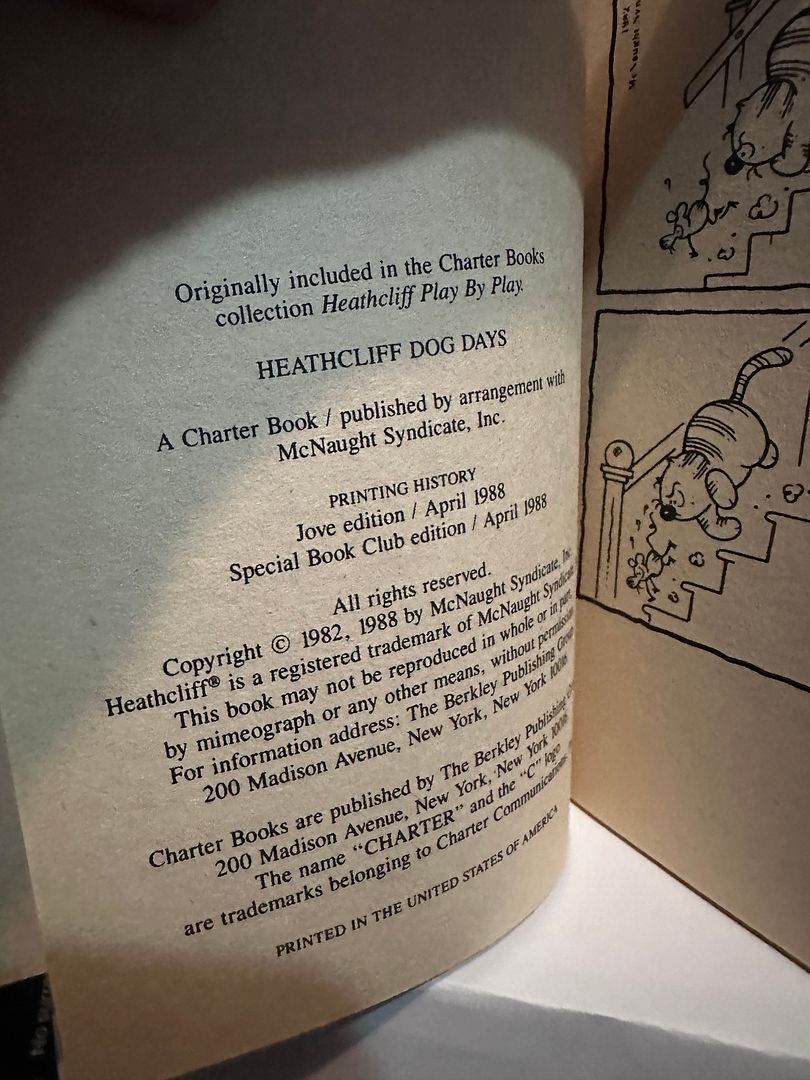 Originally included in the Charter Books
collection Heathcliff Play By Play.
HEATHCLIFF DOG DAYS
A Charter Book / published by arrangement with
McNaught Syndicate, Inc.
PRINTING HISTORY
Jove edition / April 1988
Special Book Club edition / April 1988
All rights reserved.
Copyright © 1982, 1988 by McNaught Syndicate, Inc.
Heathcliff® is a registered trademark of McNaught Syndicate
This book may not be reproduced in whole or in part,
by mimeograph or any other means, without permission
For information address: The Berkley Publishing Group
200 Madison Avenue, New York, New York 10016
Charter Books are published by The Berkley Publishing
200 Madison Avenue, New York, New York 10016
The name "CHARTER" and the "C" logo
are trademarks belonging to Charter Communications
PRINTED IN THE UNITED STATES OF AMERICA